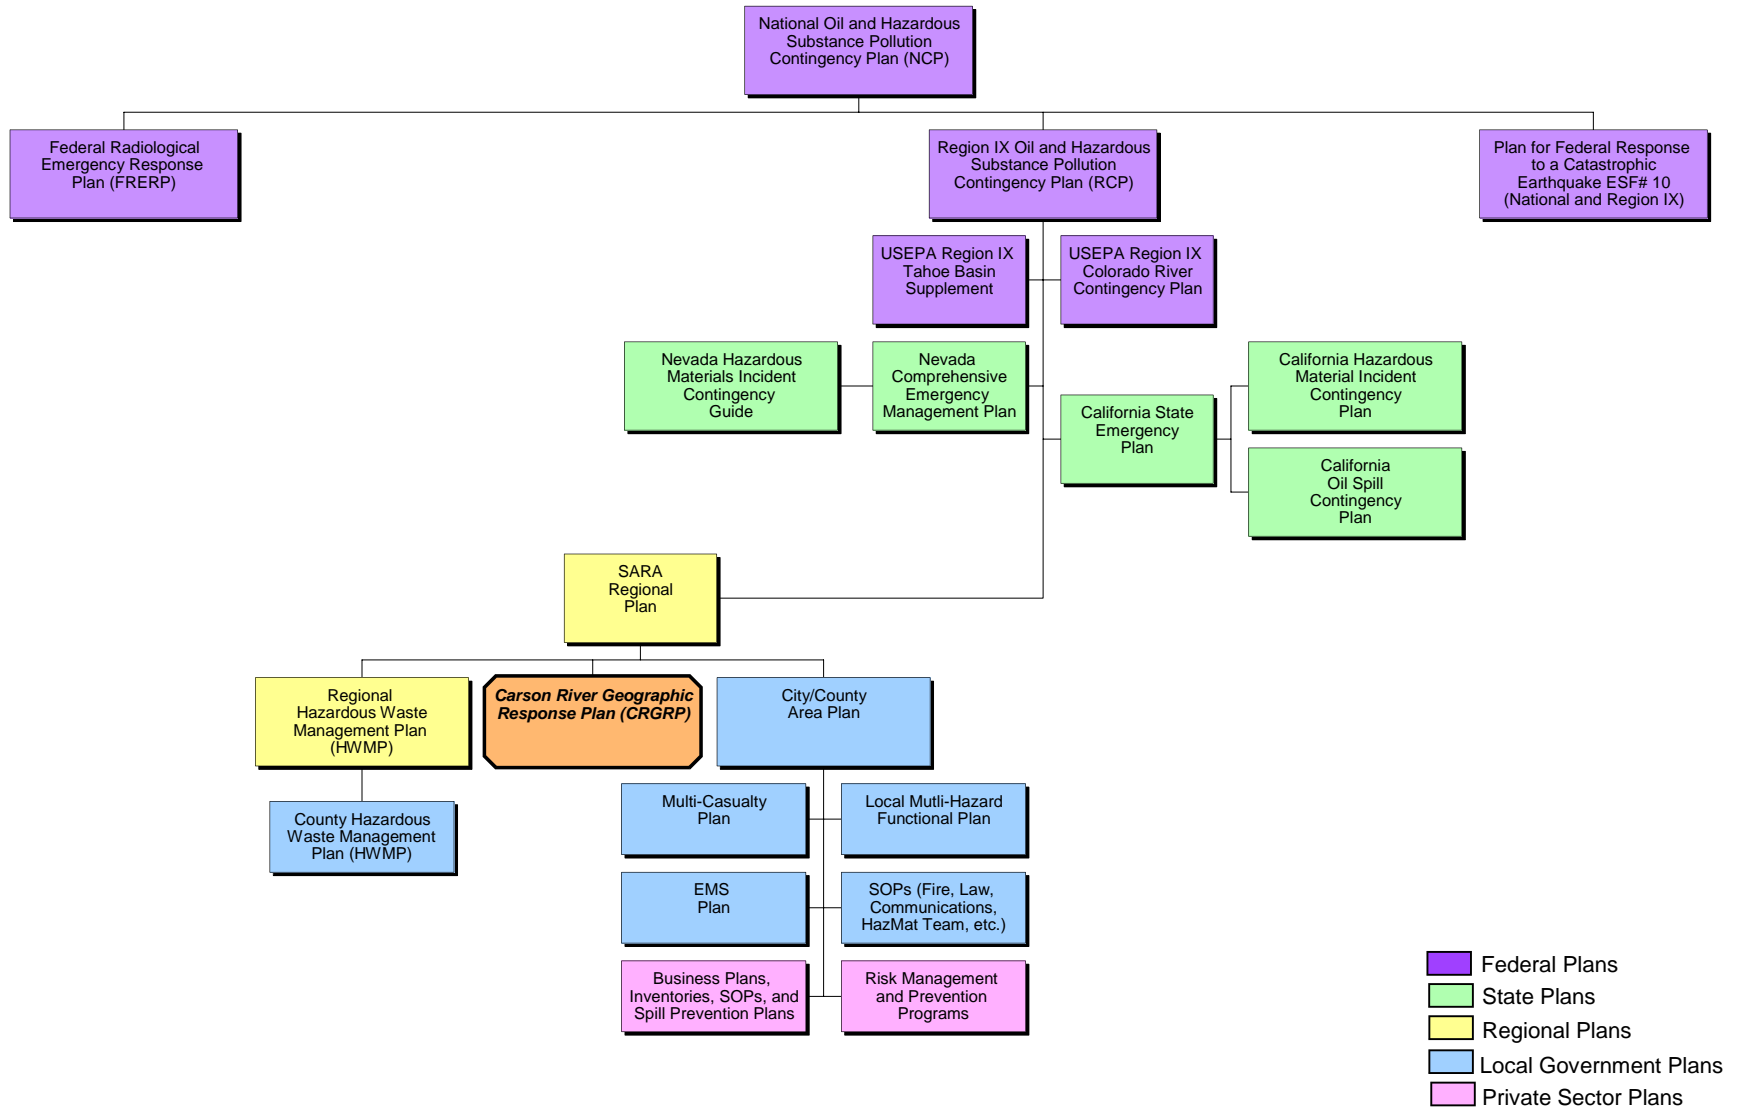 National Oil and Hazardous
Substance Pollution
Contingency Plan (NCP)
Federal Radiological
Emergency Response
Plan (FRERP)
Region IX Oil and Hazardous
Substance Pollution
Contingency Plan (RCP)
Plan for Federal Response
to a Catastrophic
Earthquake ESF# 10
(National and Region IX)
USEPA Region IX
Tahoe Basin
Supplement
USEPA Region IX
Colorado River
Contingency Plan
Nevada Hazardous
Materials Incident
Contingency
Guide
Nevada
Comprehensive
Emergency
Management Plan
California State
Emergency
Plan
California Hazardous
Material Incident
Contingency
Plan
California
Oil Spill
Contingency
Plan
SARA
Regional
Plan
Regional
Hazardous Waste
Management Plan
(HWMP)
Carson River Geographic
Response Plan (CRGRP)
City/County
Area Plan
County Hazardous
Waste Management
Plan (HWMP)
Multi-Casualty
Plan
Local Mutli-Hazard
Functional Plan
EMS
Plan
SOPs (Fire, Law,
Communications,
HazMat Team, etc.)
Business Plans,
Inventories, SOPs, and
Spill Prevention Plans
Risk Management
and Prevention
Programs
Federal Plans
State Plans
Regional Plans
Local Government Plans
Private Sector Plans